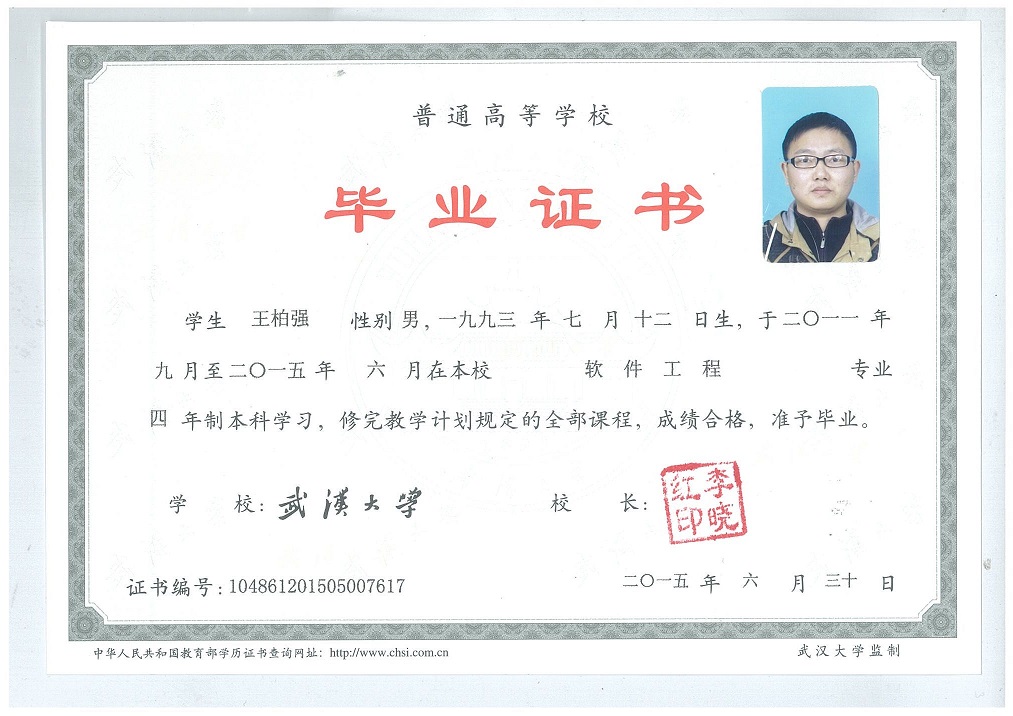 普通高等学校
毕业证书
学生 王柏强 性别 男，一九九三 年 七 月 十二 日生，于二〇一一 年
九 月至二〇一五 年 六 月在本校 软件工程 专业
四 年制本科学习，修完教学计划规定的全部课程，成绩合格，准予毕业。
学 校：武漢大学 校 长：李晓红印
证书编号：104861201505007617 二〇一五 年 六 月 三十 日
中华人民共和国教育部学历证书查询网址：http://www.chsi.com.cn 武汉大学监制